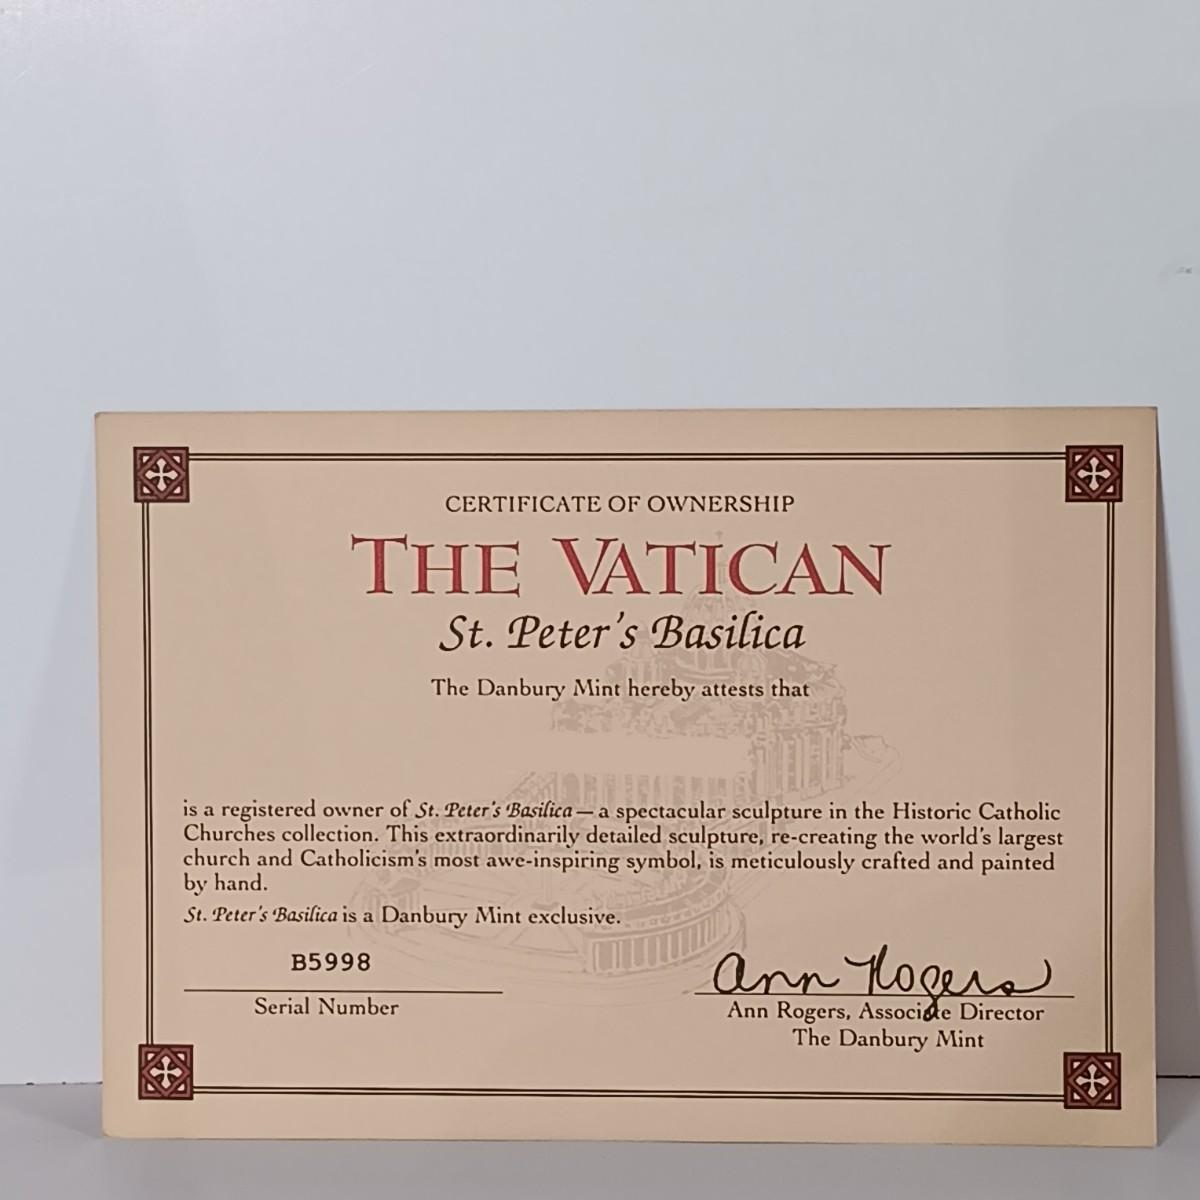 CERTIFICATE OF OWNERSHIP
THE VATICAN
St. Peter's Basilica
The Danbury Mint hereby attests that
is a registered owner of St. Peter's Basilica — a spectacular sculpture in the Historic Catholic
Churches collection. This extraordinarily detailed sculpture, re-creating the world's largest
church and Catholicism's most awe-inspiring symbol, is meticulously crafted and painted
by hand.
St. Peter's Basilica is a Danbury Mint exclusive.
B5998
Serial Number
Ann Rogers
Ann Rogers, Associate Director
The Danbury Mint